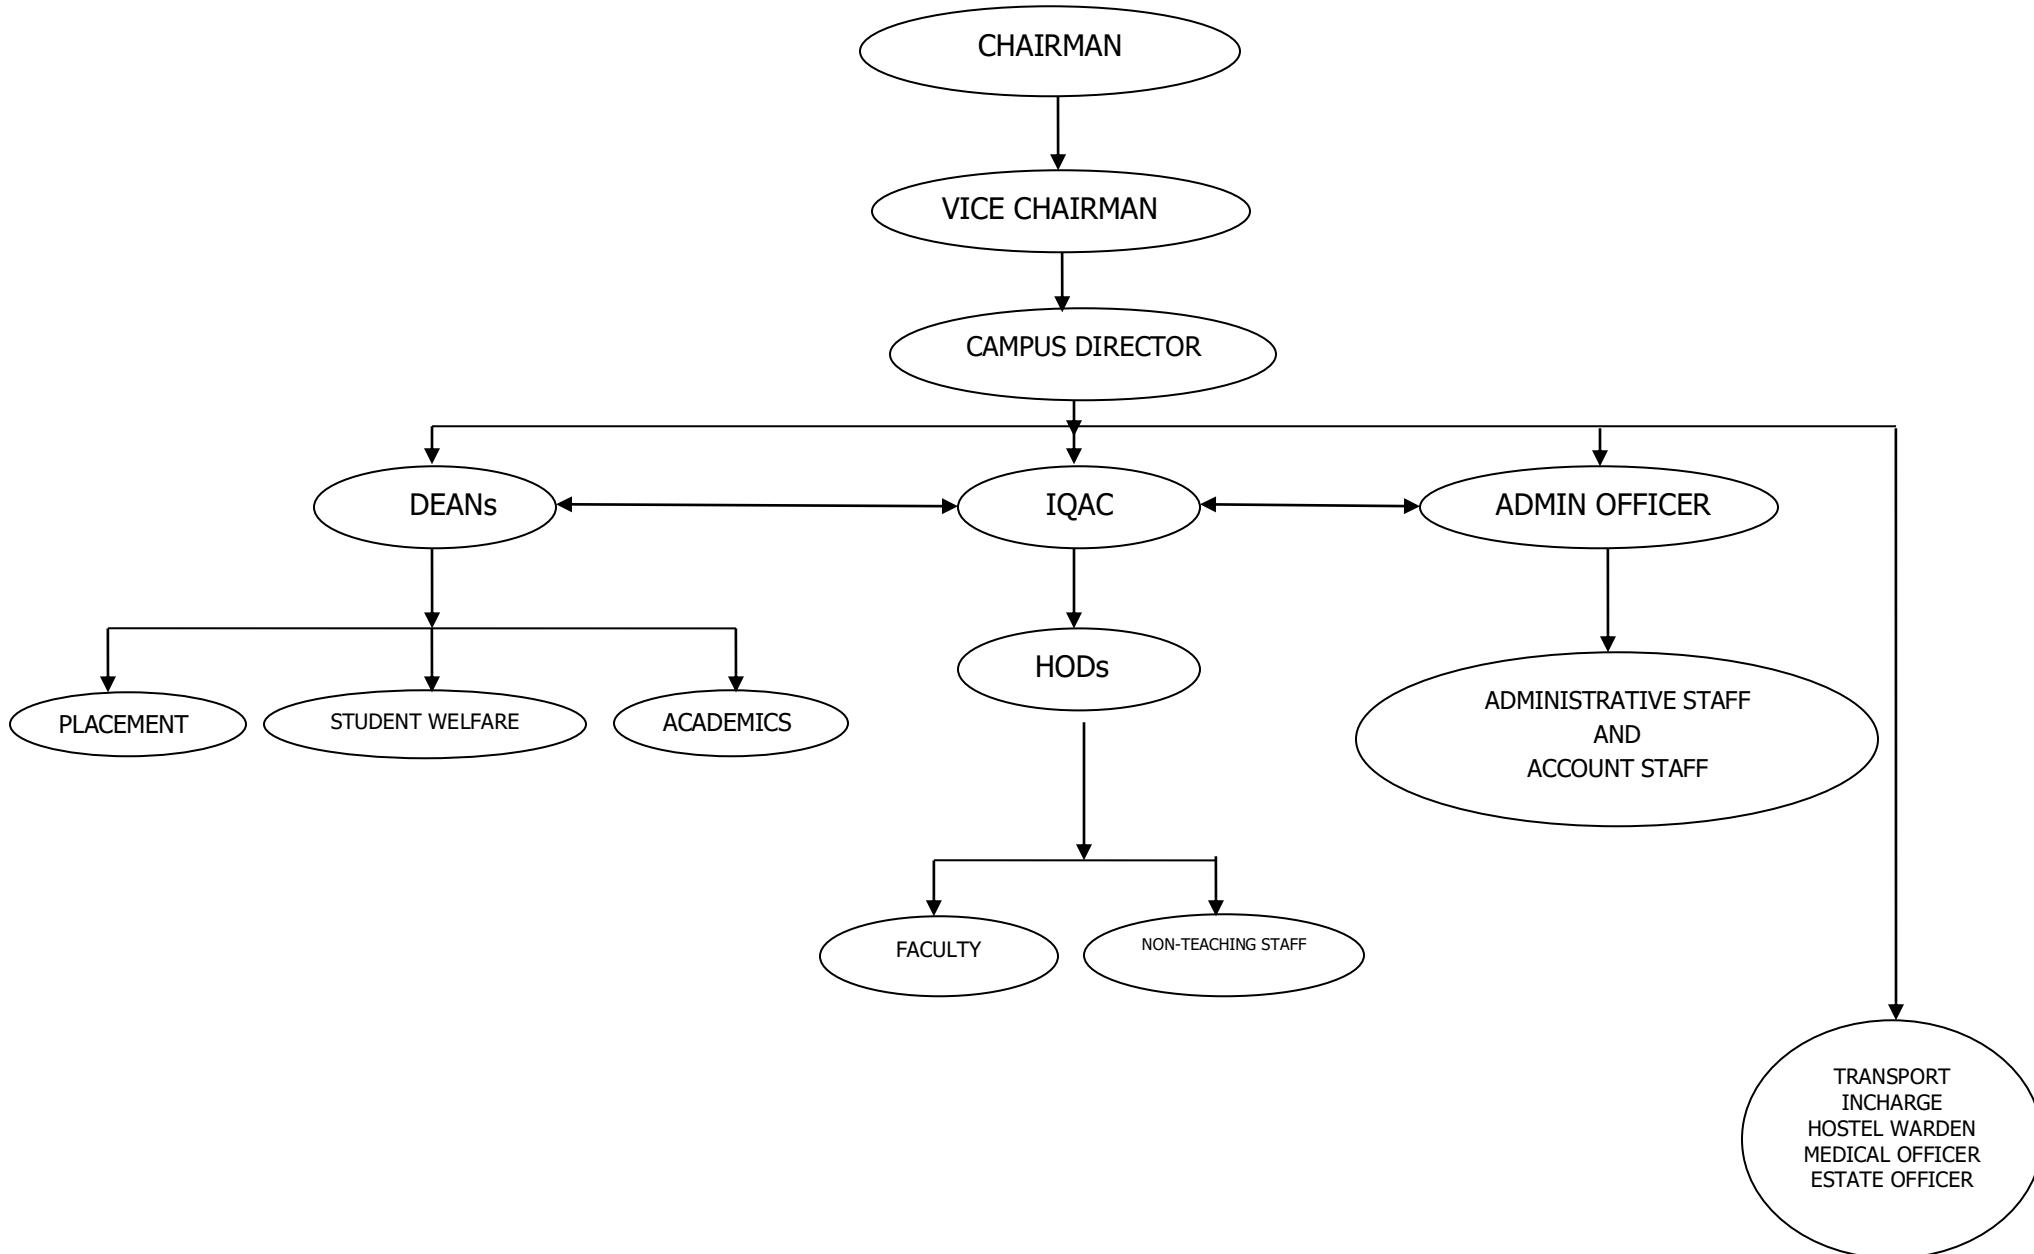 CHAIRMAN
VICE CHAIRMAN
CAMPUS DIRECTOR
DEANs
IQAC
ADMIN OFFICER
HODs
PLACEMENT
STUDENT WELFARE
ACADEMICS
ADMINISTRATIVE STAFF
AND
ACCOUNT STAFF
FACULTY
NON-TEACHING STAFF
TRANSPORT
INCHARGE
HOSTEL WARDEN
MEDICAL OFFICER
ESTATE OFFICER